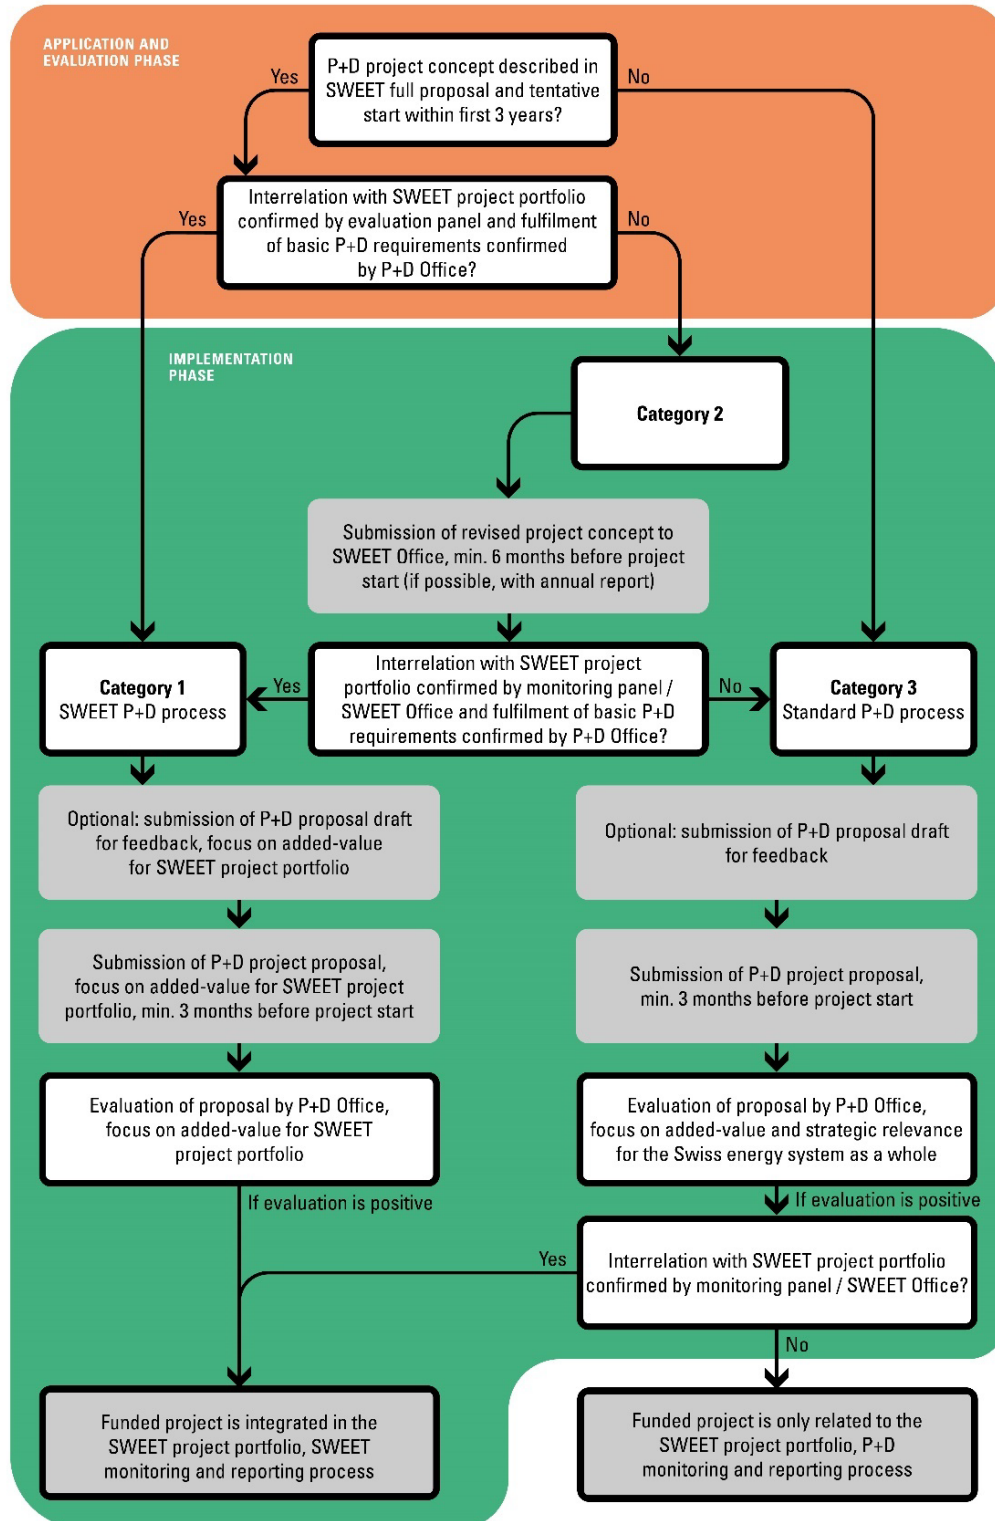 APPLICATION AND
EVALUATION PHASE
Yes
P+D project concept described in
SWEET full proposal and tentative
start within first 3 years?
No
Yes
Interrelation with SWEET project portfolio
confirmed by evaluation panel and fulfilment
of basic P+D requirements confirmed
by P+D Office?
No
IMPLEMENTATION
PHASE
Category 2
Submission of revised project concept to
SWEET Office, min. 6 months before project
start (if possible, with annual report)
Category 1
SWEET P+D process
Yes
Interrelation with SWEET project
portfolio confirmed by monitoring panel /
SWEET Office and fulfilment of basic P+D
requirements confirmed by P+D Office?
No
Category 3
Standard P+D process
Optional: submission of P+D proposal draft
for feedback, focus on added-value
for SWEET project portfolio
Optional: submission of P+D proposal draft
for feedback
Submission of P+D project proposal,
focus on added-value for SWEET project
portfolio, min. 3 months before project start
Submission of P+D project proposal,
min. 3 months before project start
Evaluation of proposal by P+D Office,
focus on added-value for SWEET
project portfolio
Evaluation of proposal by P+D Office,
focus on added-value and strategic relevance
for the Swiss energy system as a whole
If evaluation is positive
If evaluation is positive
Yes
Interrelation with SWEET project portfolio
confirmed by monitoring panel / SWEET Office?
No
Funded project is integrated in the
SWEET project portfolio, SWEET
monitoring and reporting process
Funded project is only related to the
SWEET project portfolio, P+D
monitoring and reporting process